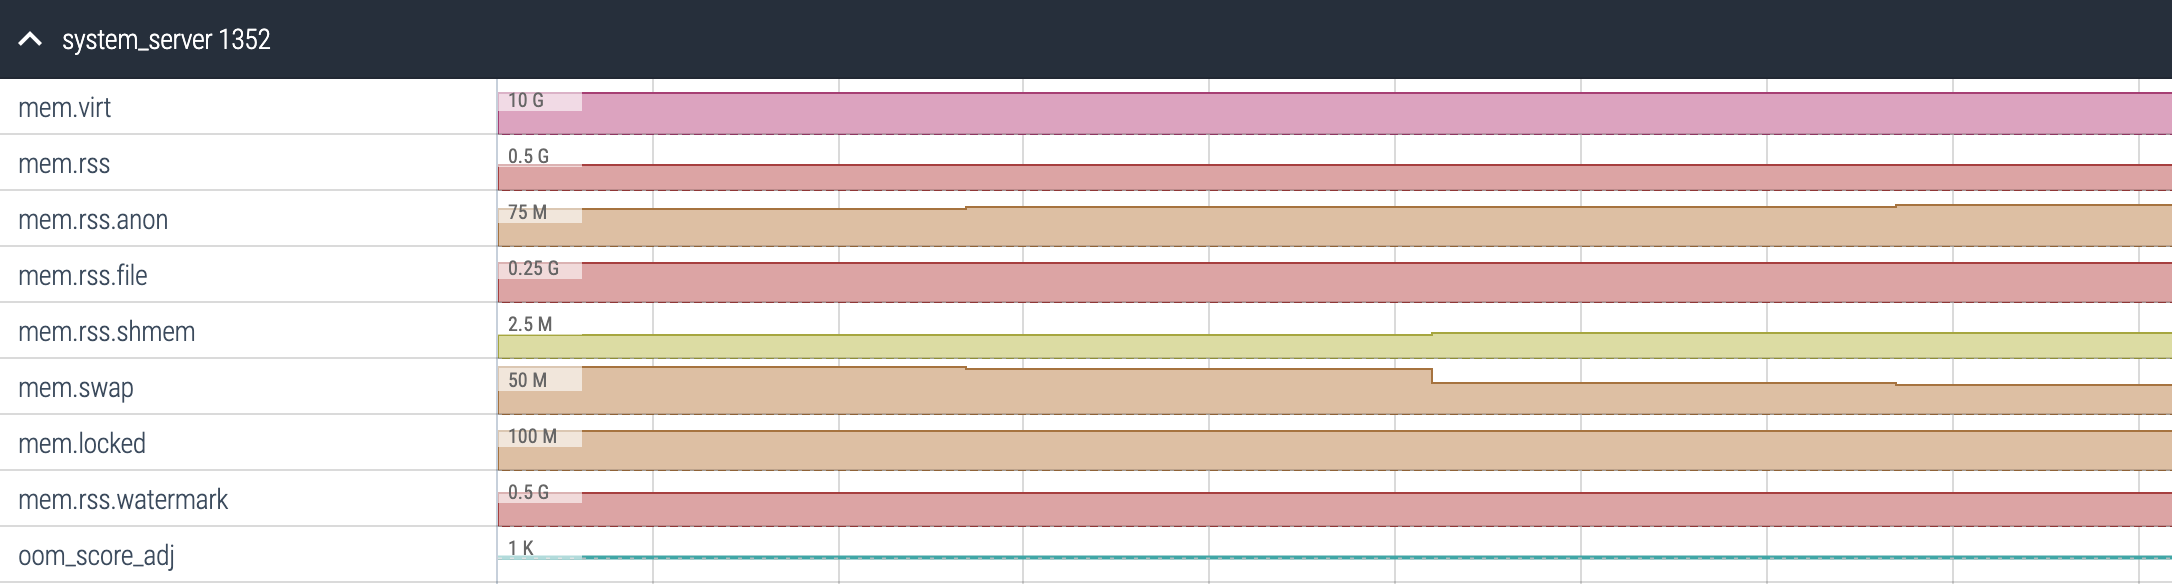 system_server 1352
mem.virt 10 G
mem.rss 0.5 G
mem.rss.anon 75 M
mem.rss.file 0.25 G
mem.rss.shmem 2.5 M
mem.swap 50 M
mem.locked 100 M
mem.rss.watermark 0.5 G
oom_score_adj 1 K